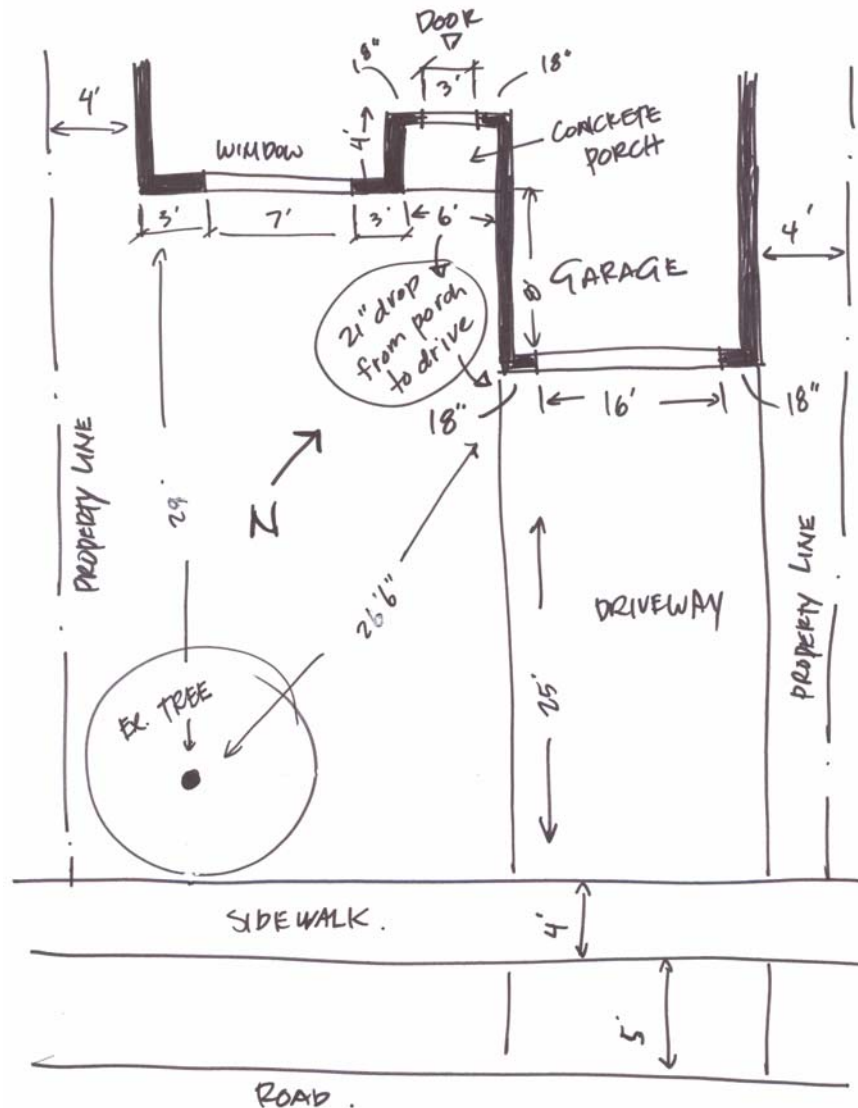 DOOR
18"
3'
18"
4'
4'
CONCRETE
PORCH
WINDOW
3'
7'
3'
6'
8'
GARAGE
4'
21" drop
from porch
to drive
18"
16'
18"
N
PROPERTY LINE
29'
26'6"
DRIVEWAY
PROPERTY LINE
25'
EX. TREE
SIDEWALK.
4'
5'
ROAD.